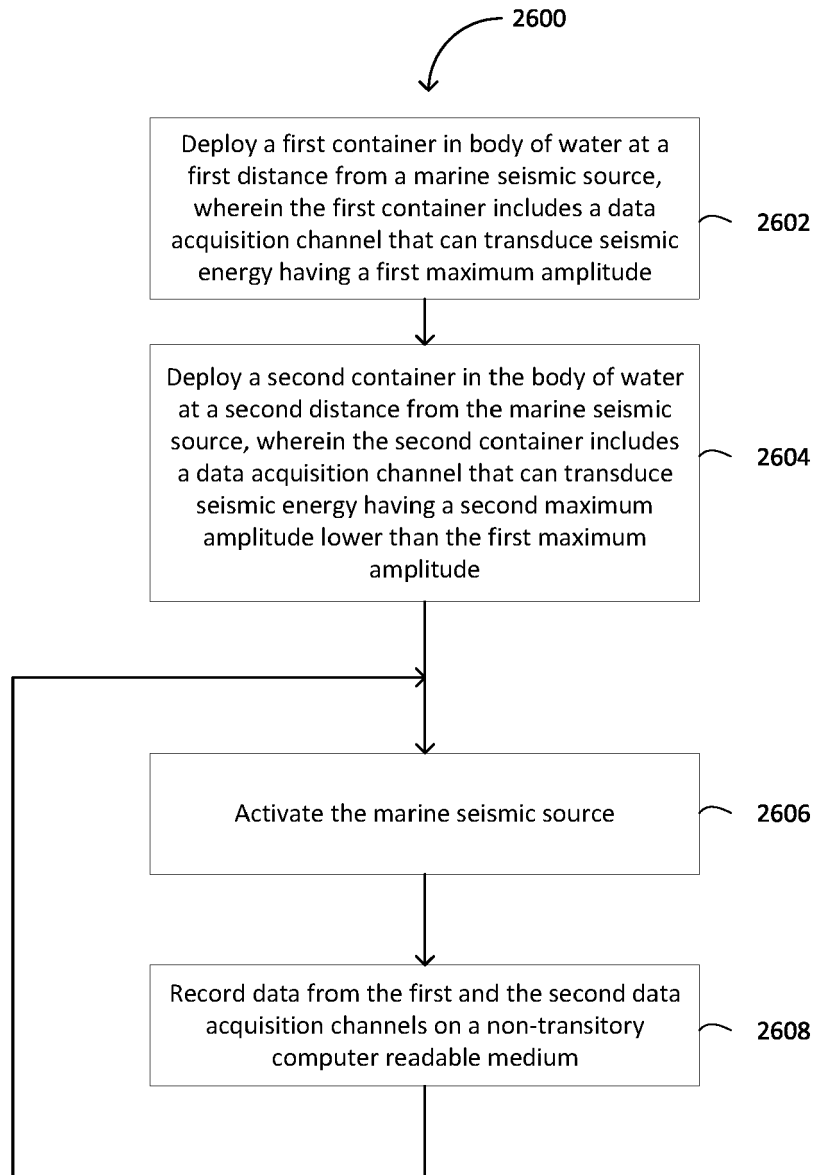 2600
Deploy a first container in body of water at a
first distance from a marine seismic source,
wherein the first container includes a data
acquisition channel that can transduce seismic
energy having a first maximum amplitude
2602
Deploy a second container in the body of water
at a second distance from the marine seismic
source, wherein the second container includes
a data acquisition channel that can transduce
seismic energy having a second maximum
amplitude lower than the first maximum
amplitude
2604
Activate the marine seismic source
2606
Record data from the first and the second data
acquisition channels on a non-transitory
computer readable medium
2608